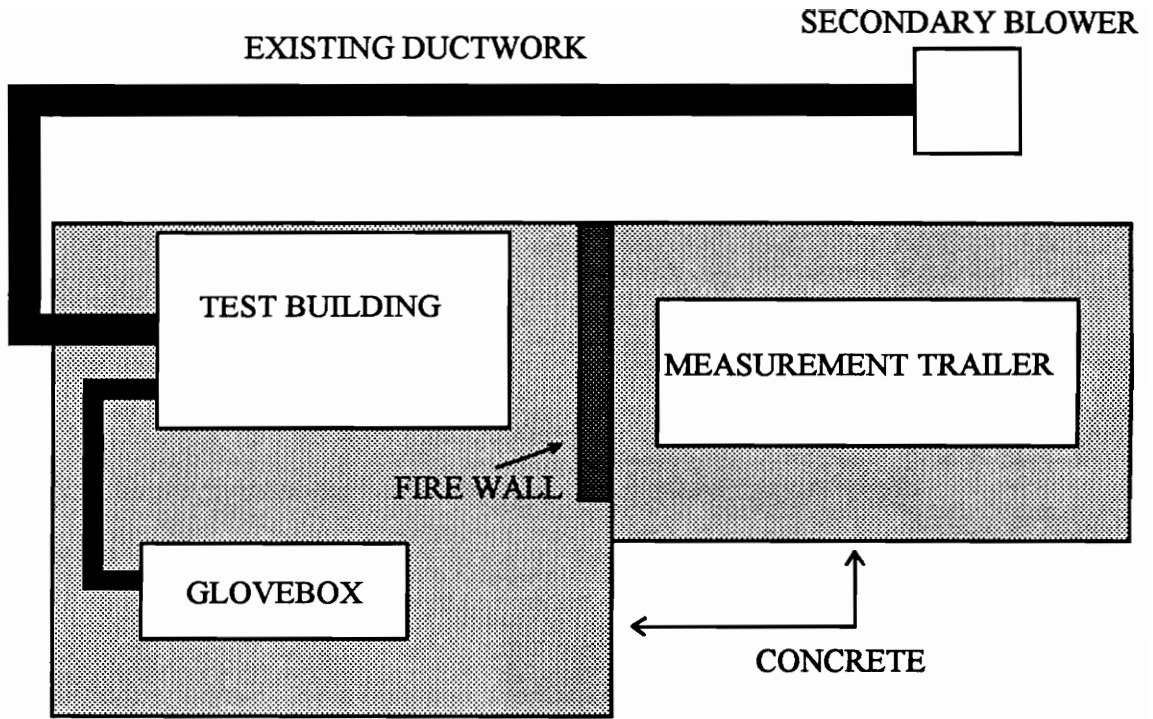 SECONDARY BLOWER
EXISTING DUCTWORK
TEST BUILDING
MEASUREMENT TRAILER
FIRE WALL
GLOVEBOX
CONCRETE